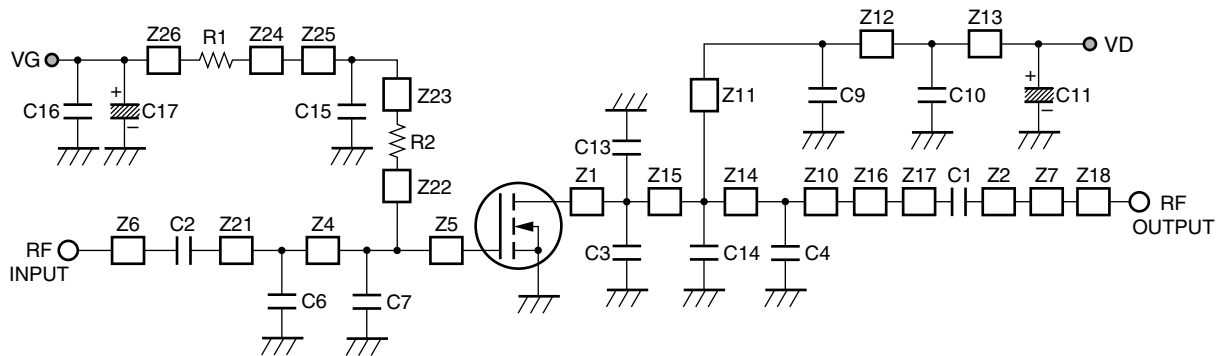 Z12 Z13
Z26 R1 Z24 Z25
VG VD
+ +
C16 C17 C15 Z23 Z11 C9 C10 C11
– –
R2 C13
Z22 Z1 Z15 Z14 Z10 Z16 Z17 C1 Z2 Z7 Z18
RF
OUTPUT
Z6 C2 Z21 Z4 Z5
RF
INPUT
C3 C14 C4
C6 C7